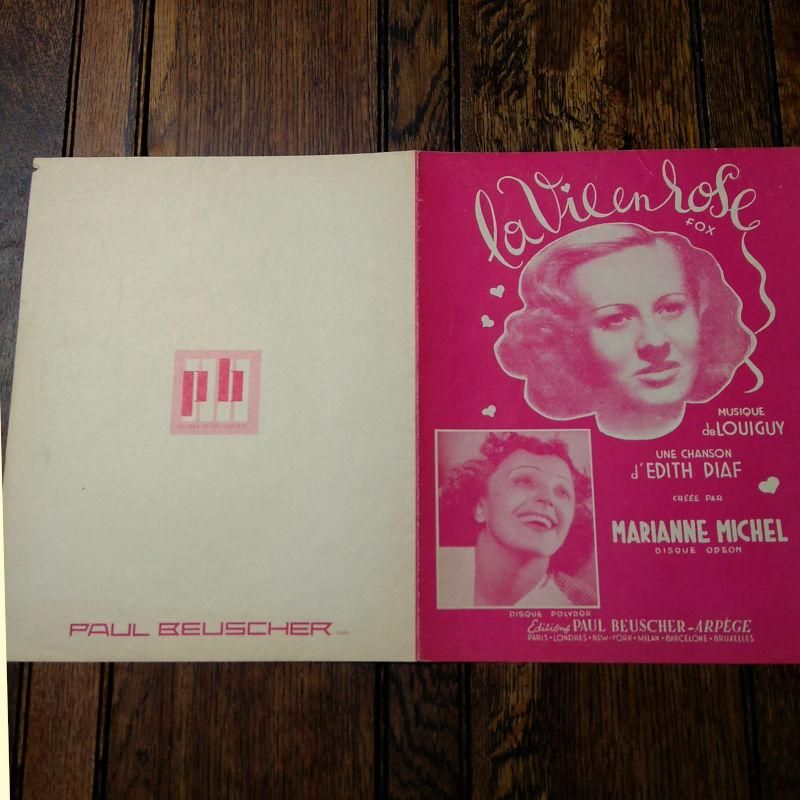 pb
PAUL BEUSCHER
la Vie en rose
FOX
MUSIQUE
de LOUIGUY
UNE CHANSON
d'EDITH PIAF
CRÉÉE PAR
MARIANNE MICHEL
DISQUE ODEON
DISQUE POLYDOR
Editions PAUL BEUSCHER-ARPÈGE
PARIS • LONDRES • NEW-YORK • MILAN • BARCELONE • BRUXELLES